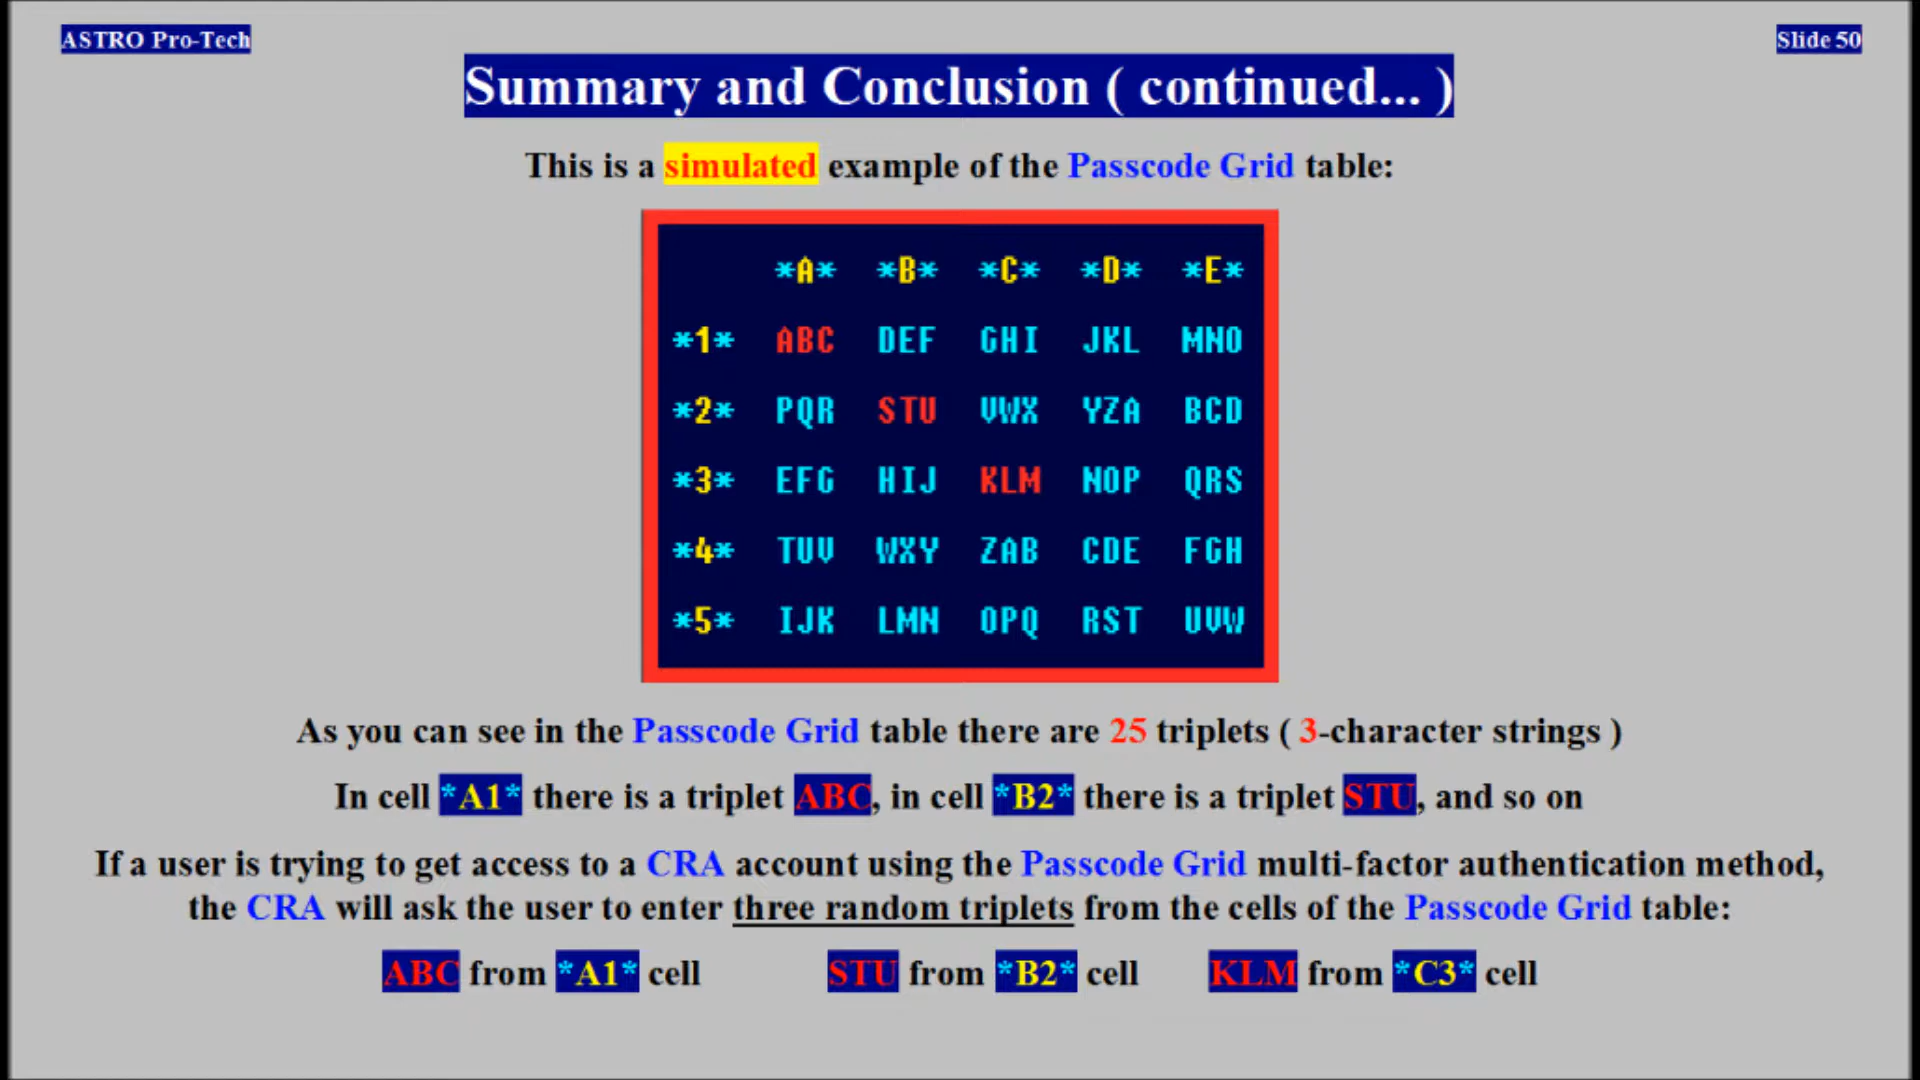 ASTRO Pro-Tech
Slide 50
Summary and Conclusion ( continued... )
This is a simulated example of the Passcode Grid table:
*A* *B* *C* *D* *E*
*1* ABC DEF GHI JKL MNO
*2* PQR STU VWX YZA BCD
*3* EFG HIJ KLM NOP QRS
*4* TUV WXY ZAB CDE FGH
*5* IJK LMN OPQ RST UVW
As you can see in the Passcode Grid table there are 25 triplets ( 3-character strings )
In cell *A1* there is a triplet ABC, in cell *B2* there is a triplet STU, and so on
If a user is trying to get access to a CRA account using the Passcode Grid multi-factor authentication method,
the CRA will ask the user to enter three random triplets from the cells of the Passcode Grid table:
ABC from *A1* cell STU from *B2* cell KLM from *C3* cell